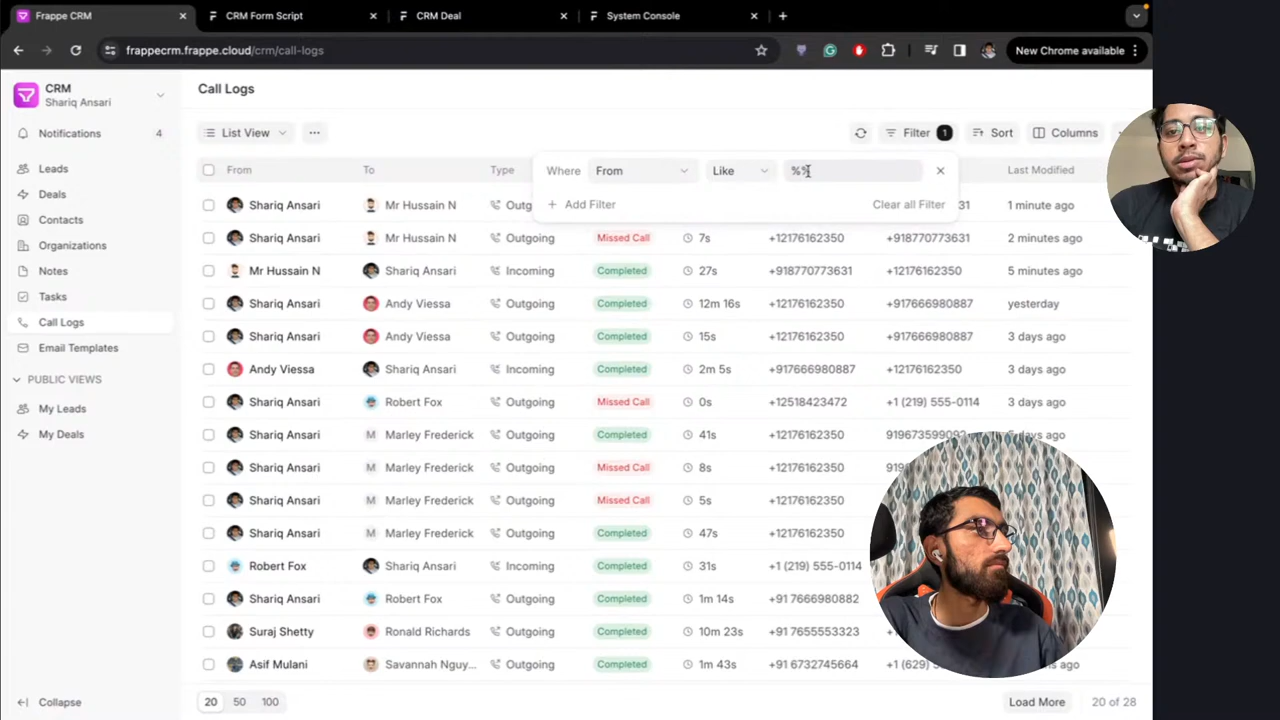 Frappe CRM
CRM Form Script
CRM Deal
System Console
frappecrm.frappe.cloud/crm/call-logs
New Chrome available
CRM
Shariq Ansari
Call Logs
Notifications 4
List View
Filter 1
Sort
Columns
Leads
Deals
Contacts
Organizations
Notes
Tasks
Call Logs
Email Templates
PUBLIC VIEWS
My Leads
My Deals
Collapse
From To Type Last Modified
Where From Like
Add Filter Clear all Filter
Shariq Ansari Mr Hussain N 1 minute ago
Shariq Ansari Mr Hussain N Outgoing Missed Call 7s +12176162350 +918770773631 2 minutes ago
Mr Hussain N Shariq Ansari Incoming Completed 27s +918770773631 +12176162350 5 minutes ago
Shariq Ansari Andy Viessa Outgoing Completed 12m 16s +12176162350 +917666980887 yesterday
Shariq Ansari Andy Viessa Outgoing Completed 15s +12176162350 +917666980887 3 days ago
Andy Viessa Shariq Ansari Incoming Completed 2m 5s +917666980887 +12176162350 3 days ago
Shariq Ansari Robert Fox Outgoing Missed Call 0s +12518423472 +1 (219) 555-0114 3 days ago
Shariq Ansari M Marley Frederick Outgoing Completed 41s +12176162350 919673599092 days ago
Shariq Ansari M Marley Frederick Outgoing Missed Call 8s +12176162350
Shariq Ansari M Marley Frederick Outgoing Missed Call 5s +12176162350
Shariq Ansari M Marley Frederick Outgoing Completed 47s +12176162350
Robert Fox Shariq Ansari Incoming Completed 31s +1 (219) 555-0114
Shariq Ansari Robert Fox Outgoing Completed 1m 14s +91 7666980882
Suraj Shetty Ronald Richards Outgoing Completed 10m 23s +91 7655553323
Asif Mulani Savannah Nguy... Outgoing Completed 1m 43s +91 6732745664 +1 (629) ago
20 50 100 Load More 20 of 28